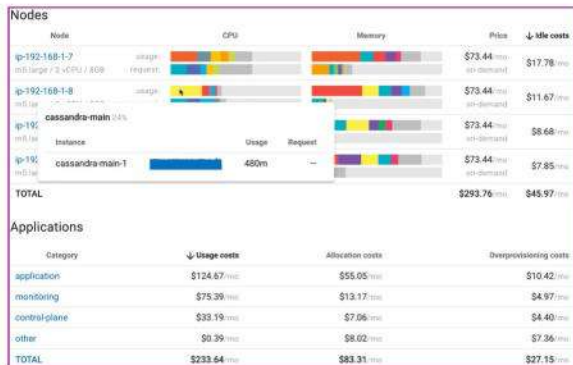 Nodes
Node CPU Memory Price ↓ Idle costs
ip-192-168-1-7 usage $73.44/mo $17.78/mo
m5.large / 2 vCPU / 8GB request on-demand
ip-192-168-1-8 usage $73.44/mo $11.67/mo
on-demand
cassandra-main 24%
ip-192 $73.44/mo $8.68/mo
Instance Usage Request
on-demand
cassandra-main-1 480m --
ip-192 $73.44/mo $7.85/mo
on-demand
TOTAL $293.76/mo $45.97/mo
Applications
Category ↓ Usage costs Allocation costs Overprovisioning costs
application $124.67/mo $55.05/mo $10.42/mo
monitoring $75.39/mo $13.17/mo $4.97/mo
control-plane $33.19/mo $7.06/mo $4.40/mo
other $0.39/mo $8.02/mo $7.36/mo
TOTAL $233.64/mo $83.31/mo $27.15/mo